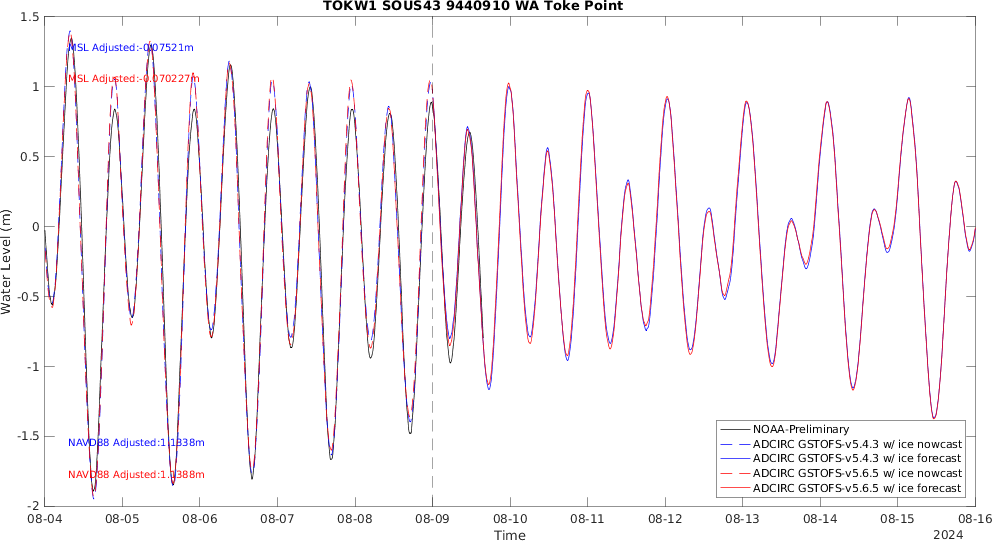 TOKW1 SOUS43 9440910 WA Toke Point
1.5
1
0.5
0
-0.5
-1
-1.5
-2
Water Level (m)
MSL Adjusted:-0.07521m
MSL Adjusted:-0.070227m
NAVD88 Adjusted:1.1338m
NAVD88 Adjusted:1.1388m
NOAA-Preliminary
ADCIRC GSTOFS-v5.4.3 w/ ice nowcast
ADCIRC GSTOFS-v5.4.3 w/ ice forecast
ADCIRC GSTOFS-v5.6.5 w/ ice nowcast
ADCIRC GSTOFS-v5.6.5 w/ ice forecast
08-04 08-05 08-06 08-07 08-08 08-09 08-10 08-11 08-12 08-13 08-14 08-15 08-16
Time
2024